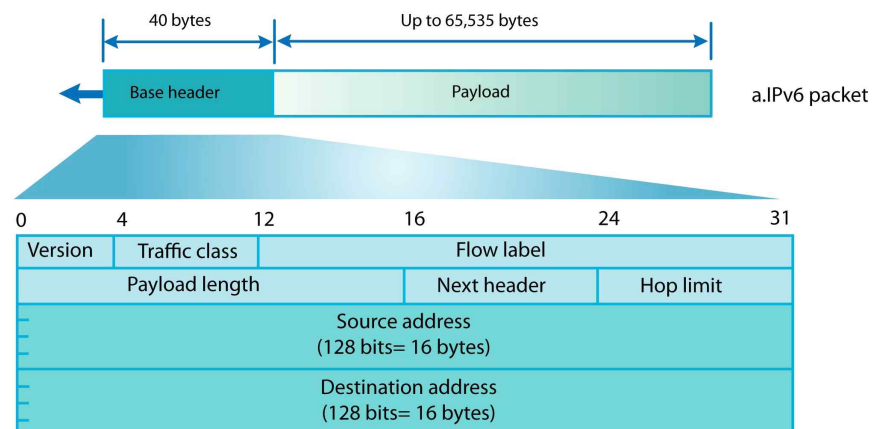 40 bytes
Up to 65,535 bytes
Base header
Payload
a.IPv6 packet
0 4 12 16 24 31
Version Traffic class Flow label
Payload length Next header Hop limit
Source address
(128 bits= 16 bytes)
Destination address
(128 bits= 16 bytes)